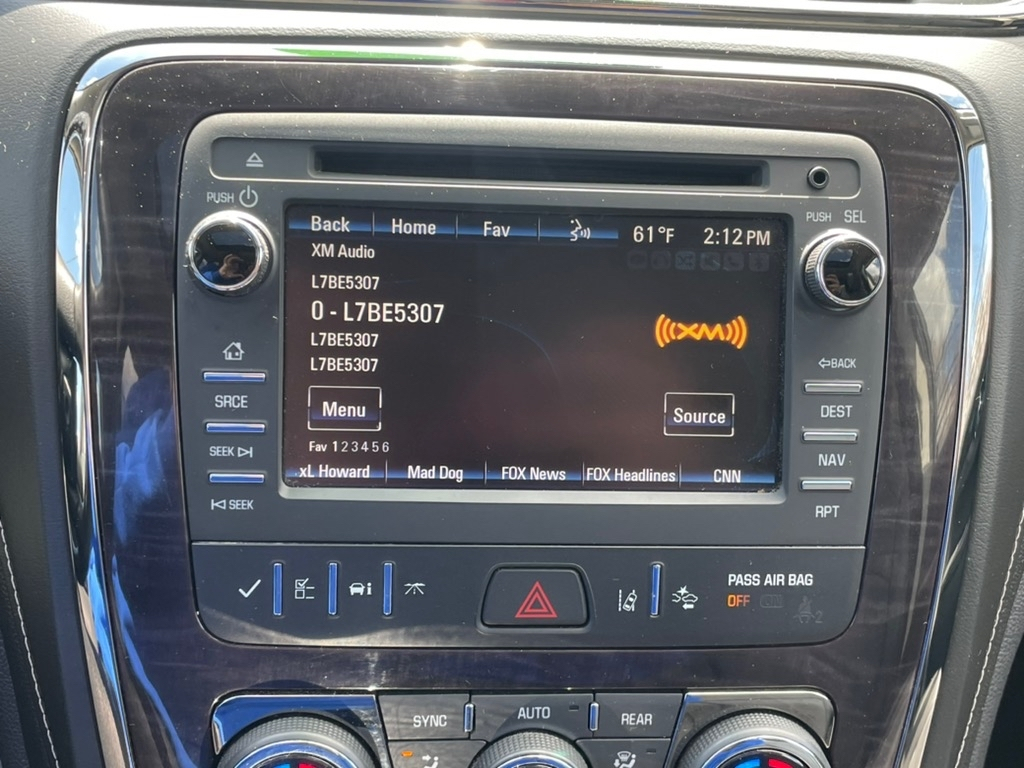 PUSH
PUSH SEL
Back Home Fav 61°F 2:12 PM
XM Audio
L7BE5307
0 - L7BE5307
L7BE5307
L7BE5307
((XM))
Menu
Source
Fav 1 2 3 4 5 6
xL Howard Mad Dog FOX News FOX Headlines CNN
SRCE
SEEK
SEEK
BACK
DEST
NAV
RPT
PASS AIR BAG
OFF
2
SYNC AUTO REAR